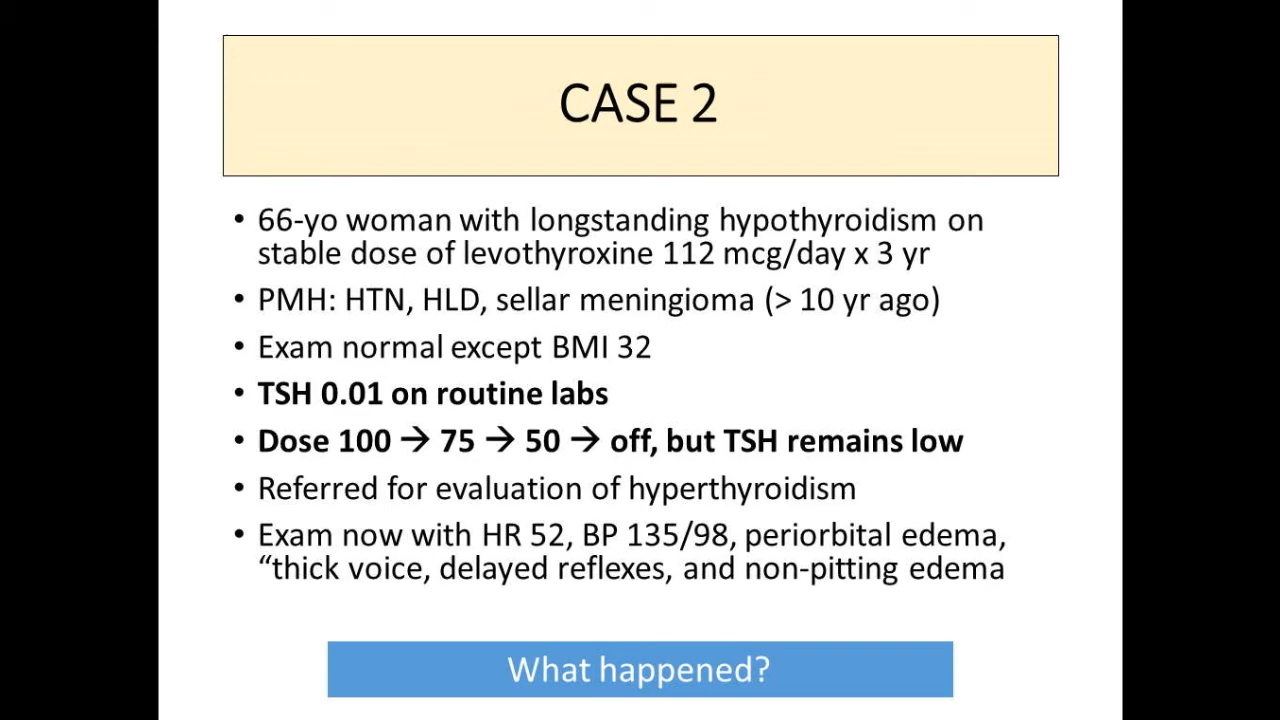 CASE 2
• 66-yo woman with longstanding hypothyroidism on
stable dose of levothyroxine 112 mcg/day x 3 yr
• PMH: HTN, HLD, sellar meningioma (> 10 yr ago)
• Exam normal except BMI 32
• TSH 0.01 on routine labs
• Dose 100 → 75 → 50 → off, but TSH remains low
• Referred for evaluation of hyperthyroidism
• Exam now with HR 52, BP 135/98, periorbital edema,
“thick voice, delayed reflexes, and non-pitting edema
What happened?